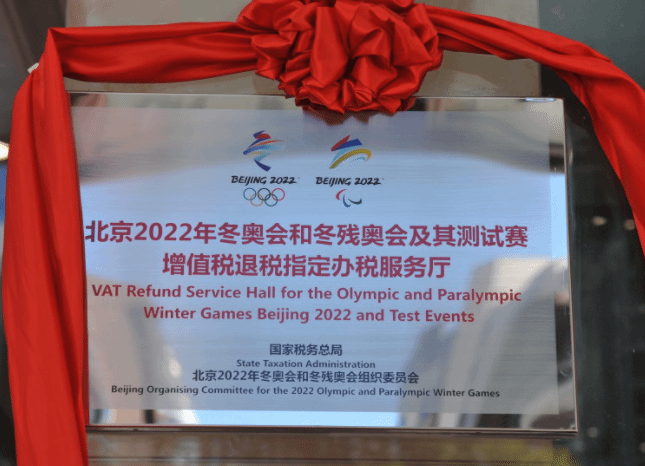 BEIJING 2022 BEIJING 2022
北京2022年冬奥会和冬残奥会及其测试赛
增值税退税指定办税服务厅
VAT Refund Service Hall for the Olympic and Paralympic
Winter Games Beijing 2022 and Test Events
国家税务总局
State Taxation Administration
北京2022年冬奥会和冬残奥会组织委员会
Beijing Organising Committee for the 2022 Olympic and Paralympic Winter Games